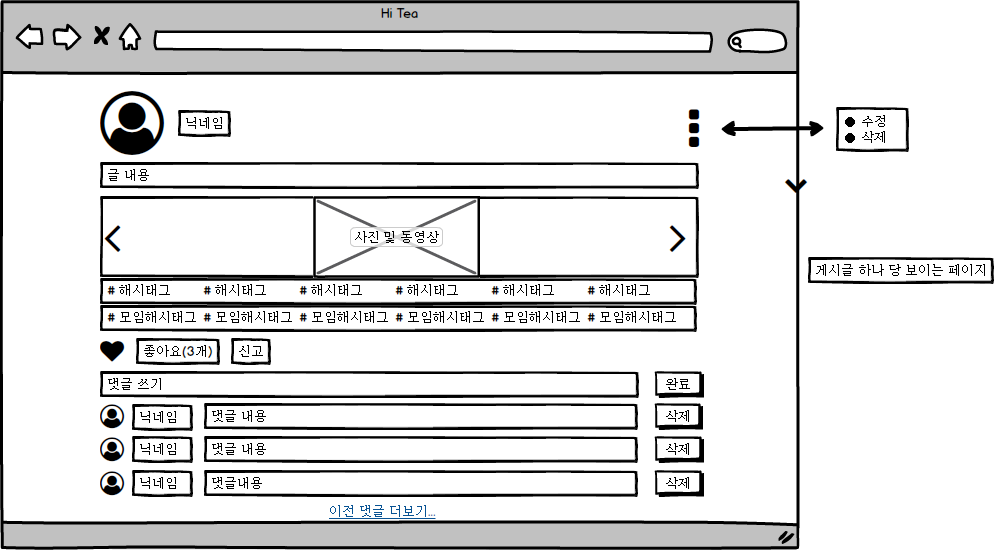 Hi Tea
닉네임
수정
삭제
글 내용
사진 및 동영상
게시글 하나 당 보이는 페이지
# 해시태그 # 해시태그 # 해시태그 # 해시태그 # 해시태그 # 해시태그
# 모임해시태그 # 모임해시태그 # 모임해시태그 # 모임해시태그 # 모임해시태그 # 모임해시태그
좋아요(3개) 신고
댓글 쓰기 완료
닉네임 댓글 내용 삭제
닉네임 댓글 내용 삭제
닉네임 댓글내용 삭제
이전 댓글 더보기...